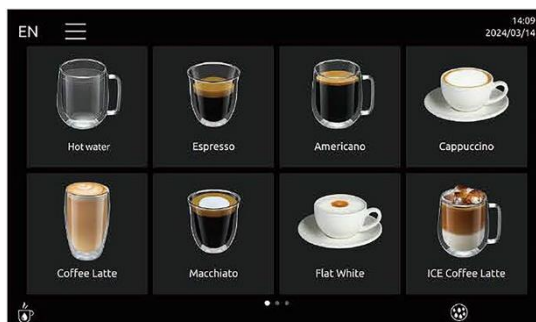 EN
14:09
2024/03/14
Hot water
Espresso
Americano
Cappuccino
Coffee Latte
Macchiato
Flat White
ICE Coffee Latte